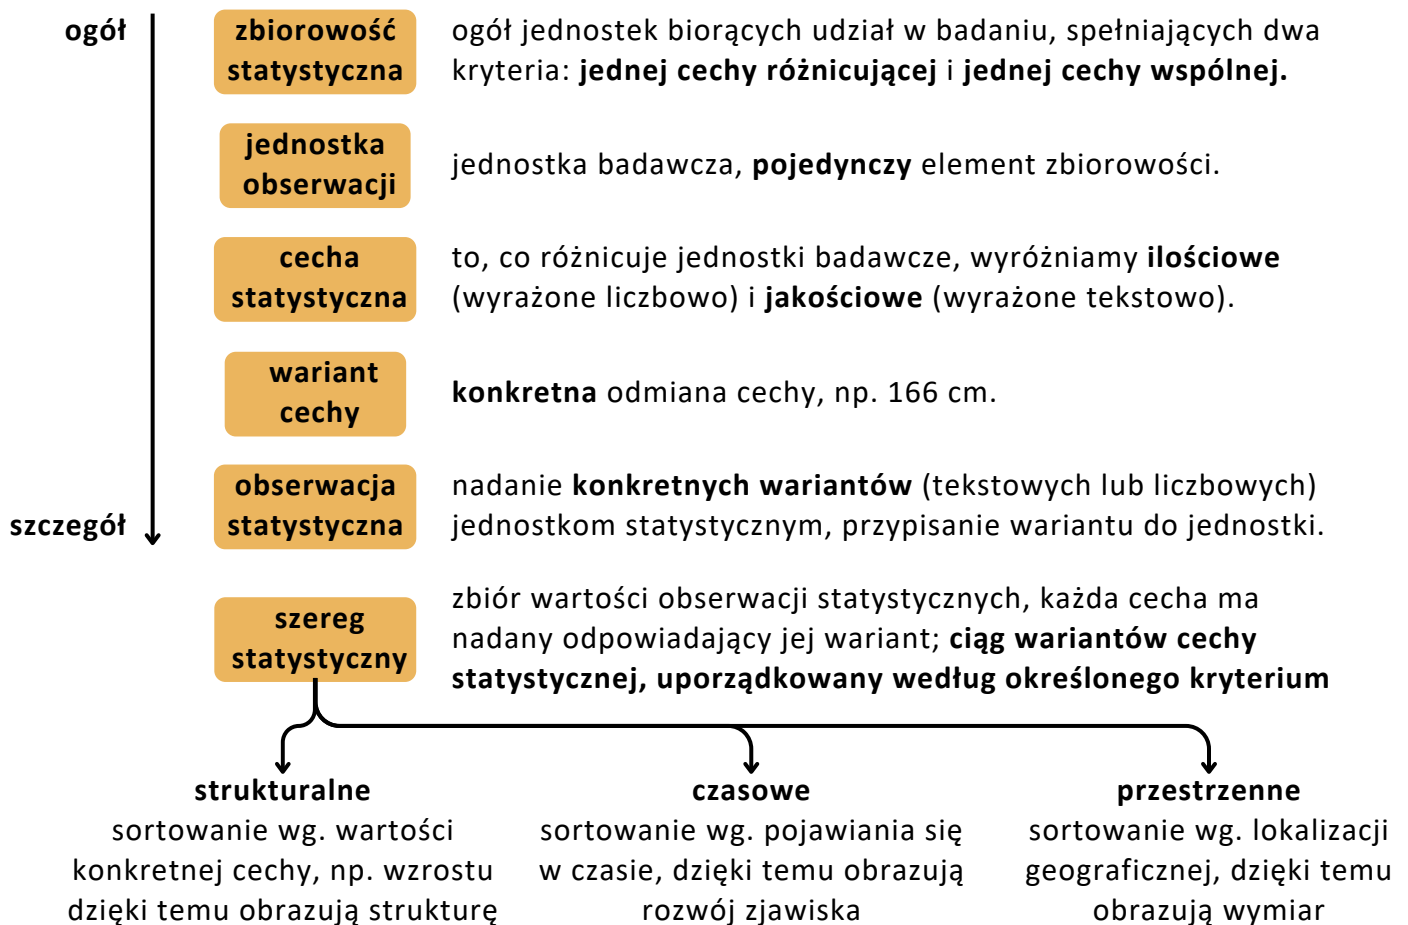 ogół
zbiorowość
statystyczna
ogół jednostek biorących udział w badaniu, spełniających dwa
kryteria: jednej cechy różnicującej i jednej cechy wspólnej.
jednostka
obserwacji
jednostka badawcza, pojedynczy element zbiorowości.
cecha
statystyczna
to, co różnicuje jednostki badawcze, wyróżniamy ilościowe
(wyrażone liczbowo) i jakościowe (wyrażone tekstowo).
wariant
cechy
konkretna odmiana cechy, np. 166 cm.
szczegół
obserwacja
statystyczna
nadanie konkretnych wariantów (tekstowych lub liczbowych)
jednostkom statystycznym, przypisanie wariantu do jednostki.
szereg
statystyczny
zbiór wartości obserwacji statystycznych, każda cecha ma
nadany odpowiadający jej wariant; ciąg wariantów cechy
statystycznej, uporządkowany według określonego kryterium
strukturalne
sortowanie wg. wartości
konkretnej cechy, np. wzrostu
dzięki temu obrazują strukturę
czasowe
sortowanie wg. pojawiania się
w czasie, dzięki temu obrazują
rozwój zjawiska
przestrzenne
sortowanie wg. lokalizacji
geograficznej, dzięki temu
obrazują wymiar